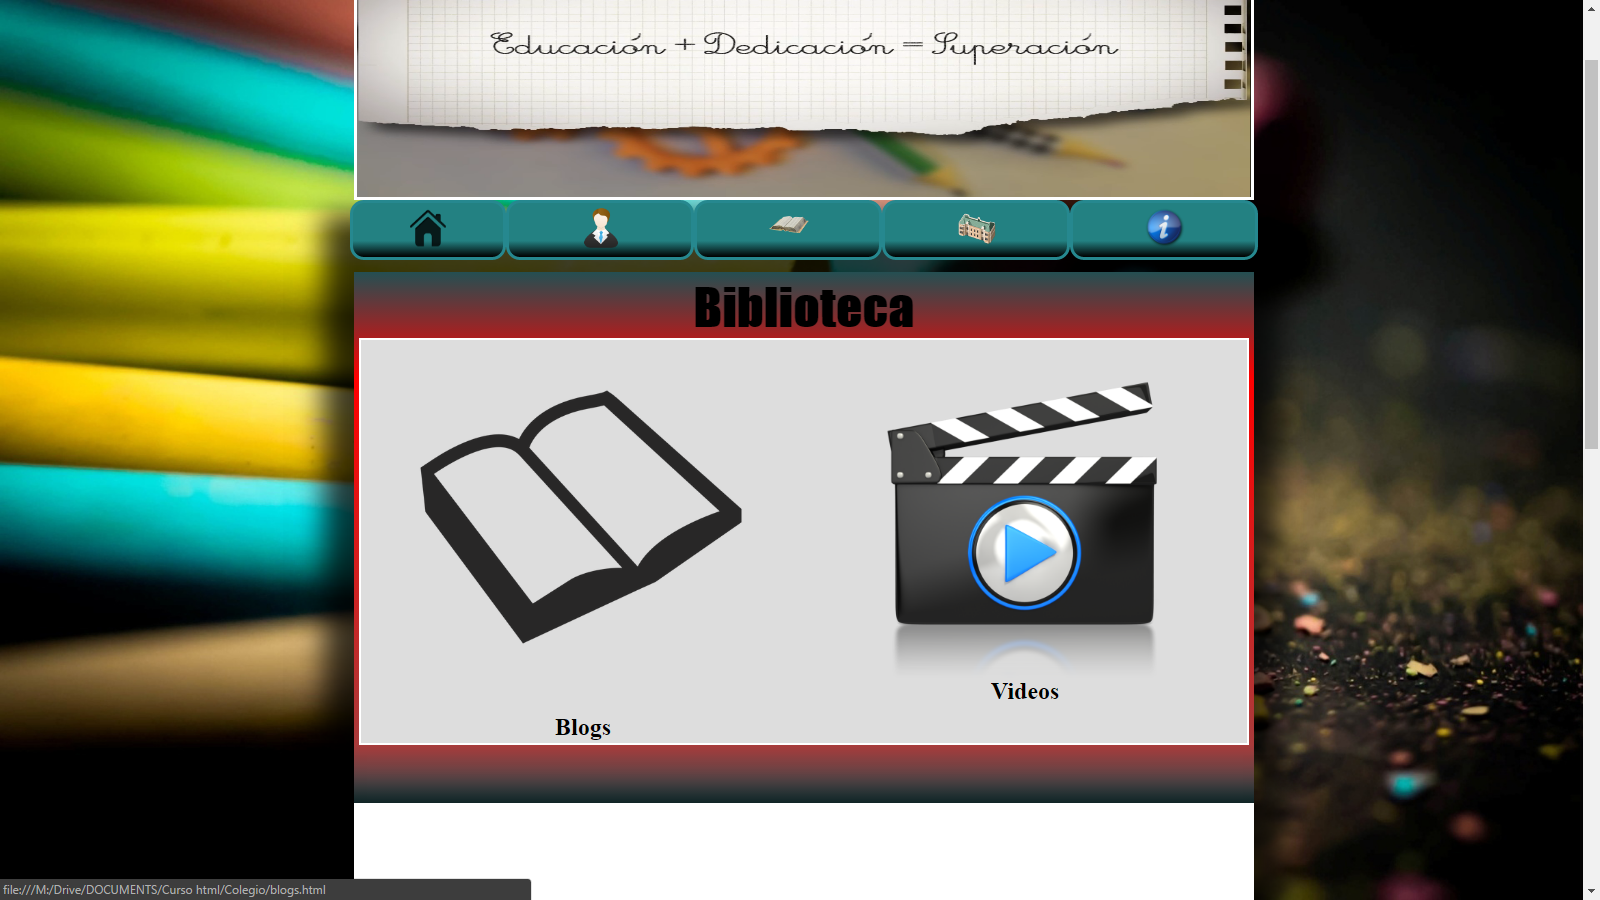 Educación + Dedicación = Superación
Biblioteca
Videos
Blogs
file:///M:/Drive/DOCUMENTS/Curso html/Colegio/blogs.html